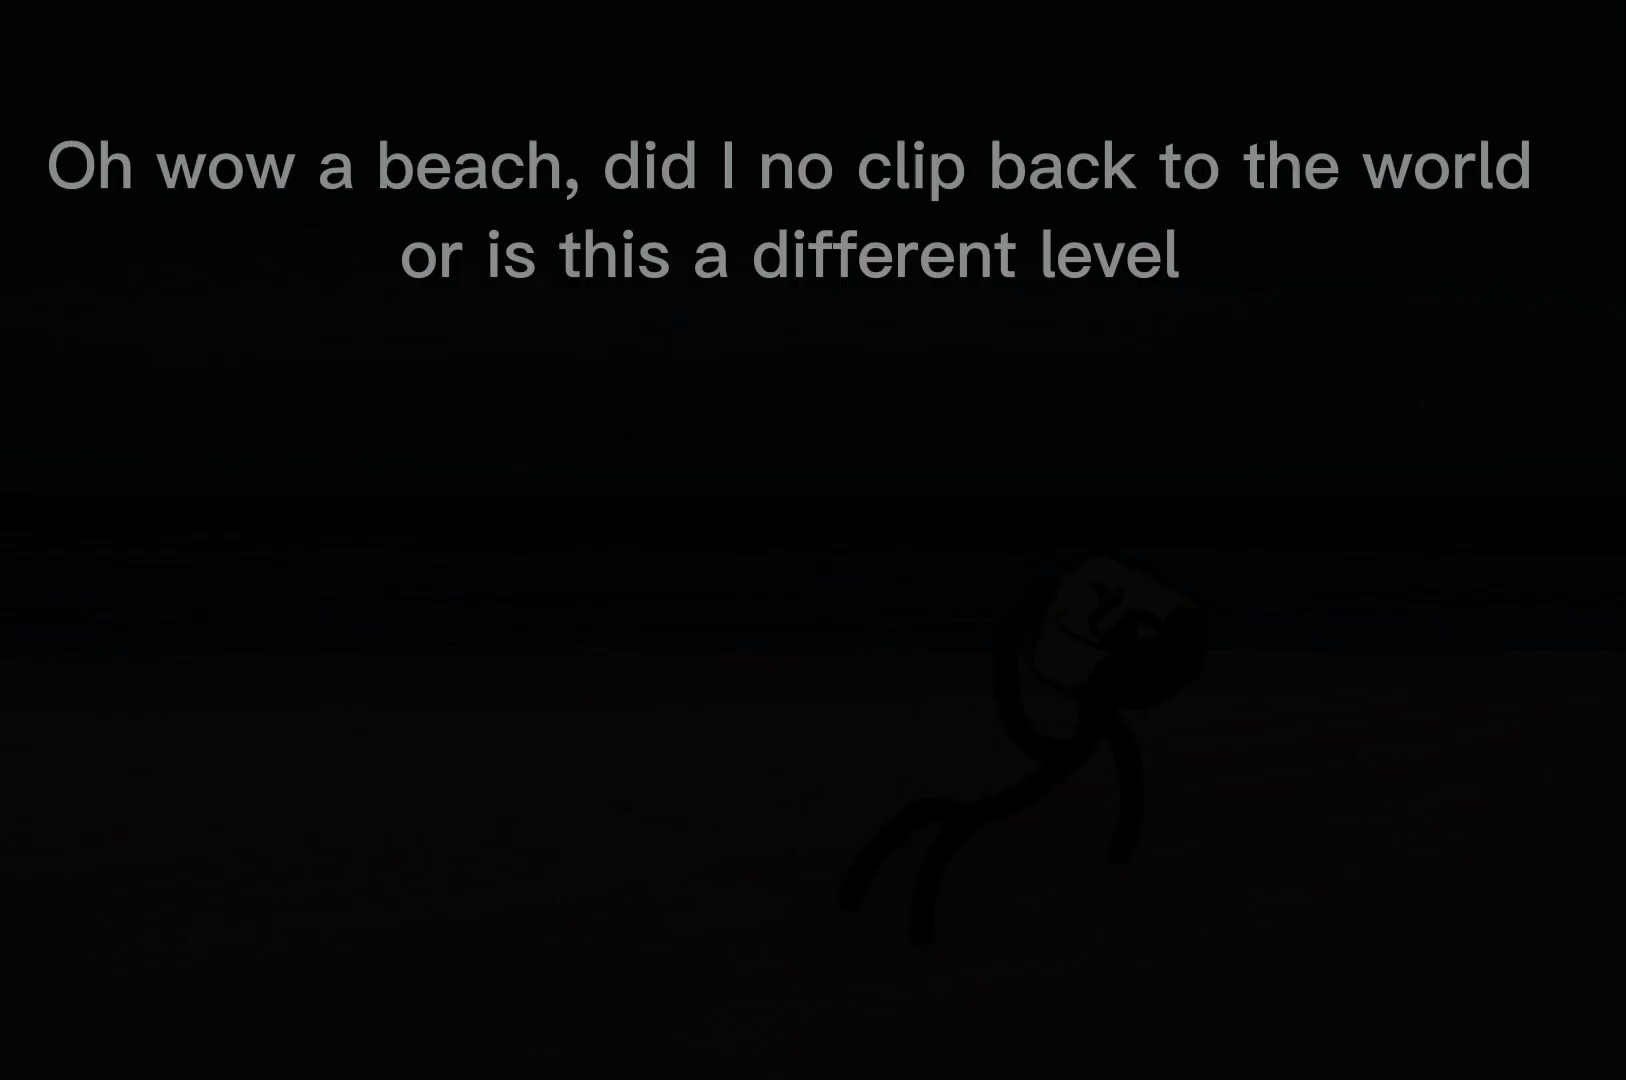 Oh wow a beach, did I no clip back to the world
or is this a different level